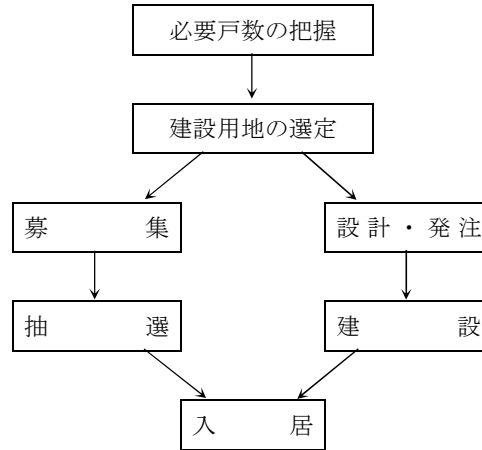 必要戸数の把握
建設用地の選定
募集
設計・発注
抽選
建設
入居